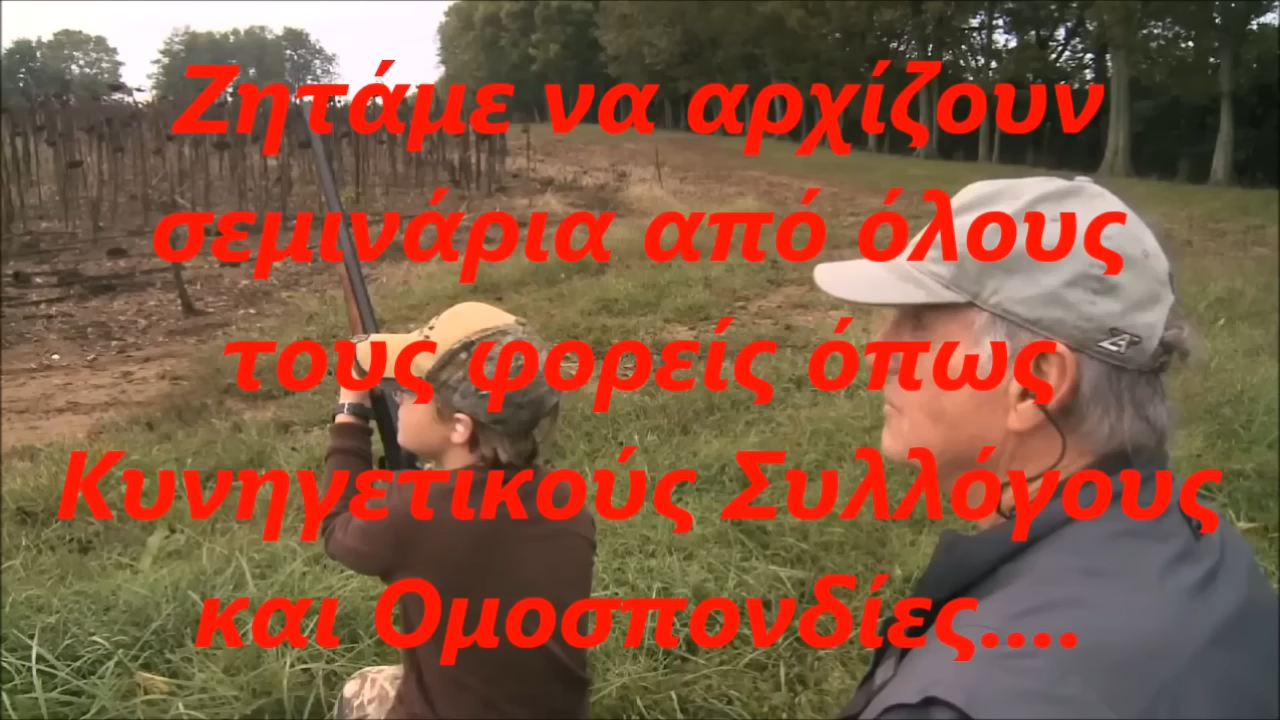 Ζητάμε να αρχίζουν
σεμινάρια από όλους
τους φορείς όπως
Κυνηγετικούς Συλλόγους
και Ομοσπονδίες....